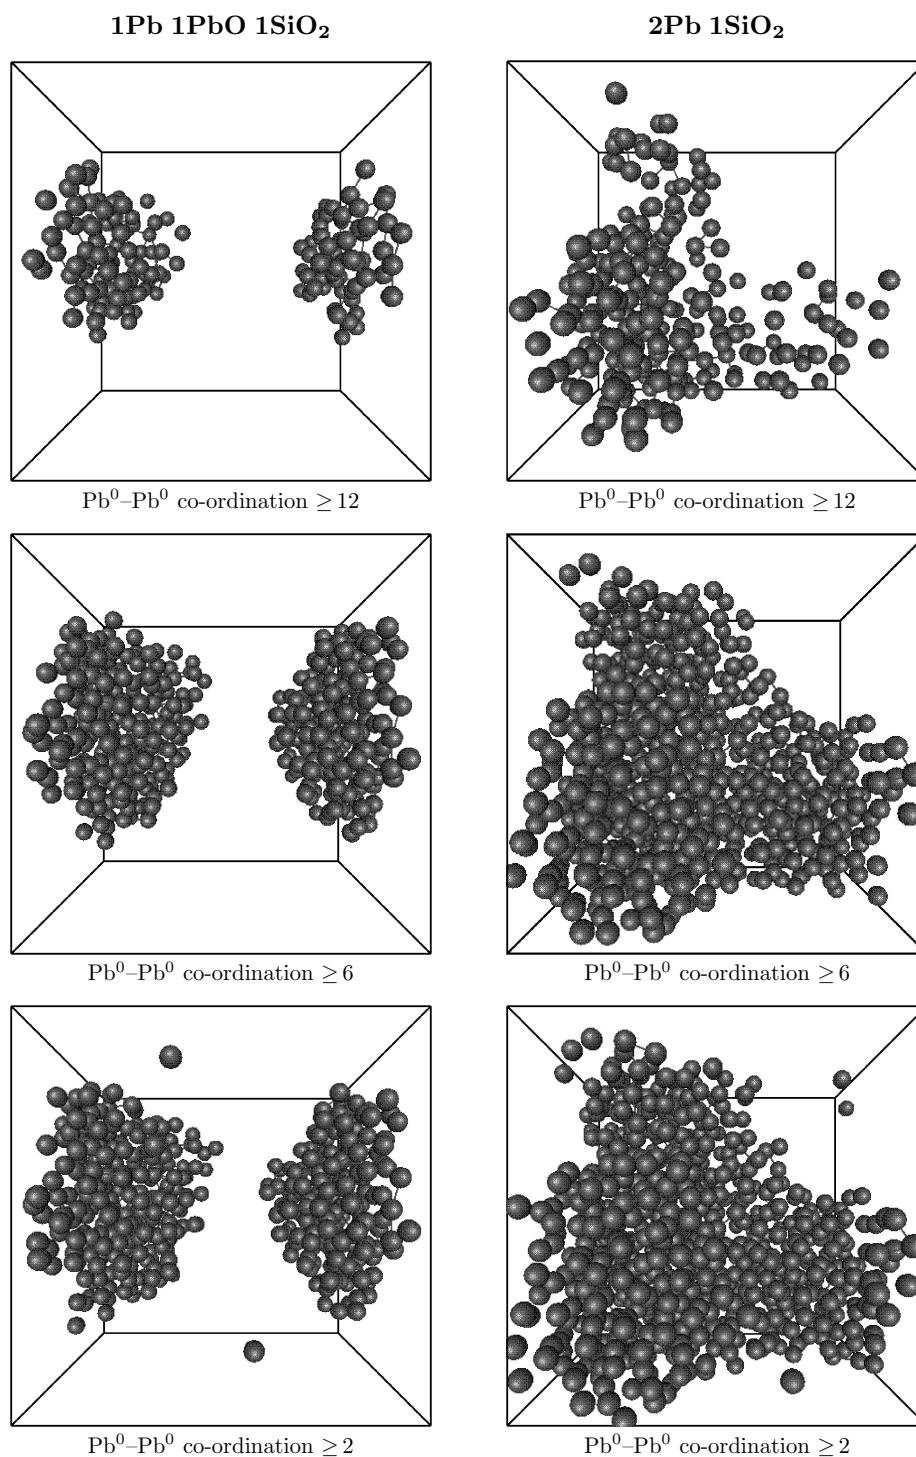 1Pb 1PbO 1SiO₂ 2Pb 1SiO₂
Pb⁰–Pb⁰ co-ordination ≥ 12 Pb⁰–Pb⁰ co-ordination ≥ 12
Pb⁰–Pb⁰ co-ordination ≥ 6 Pb⁰–Pb⁰ co-ordination ≥ 6
Pb⁰–Pb⁰ co-ordination ≥ 2 Pb⁰–Pb⁰ co-ordination ≥ 2